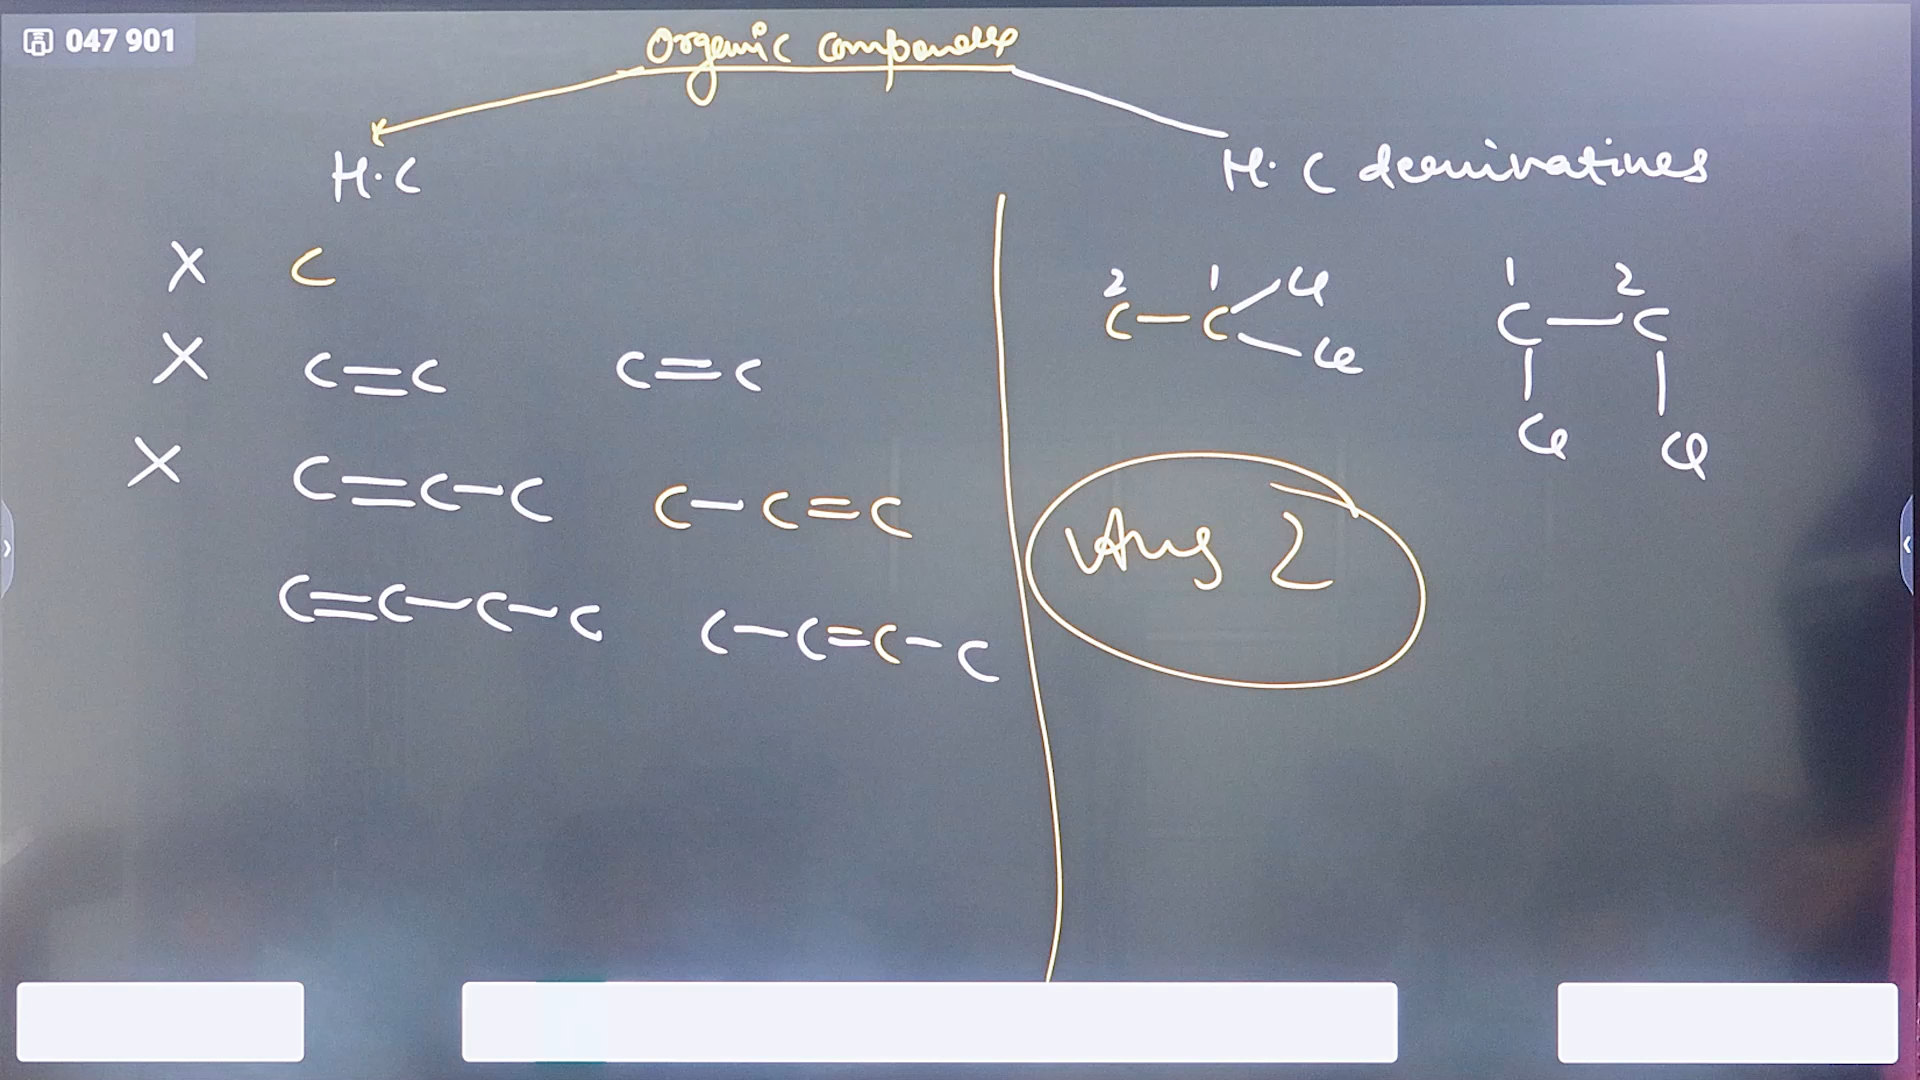 047 901
Organic compounds
H.C
H.C derivatives
X C
X C=C C=C
X C=C-C C-C=C
C=C-C-C C-C=C-C
2 1 Cl
C-C
Cl
1 2
C-C
Cl Cl
Ans 2